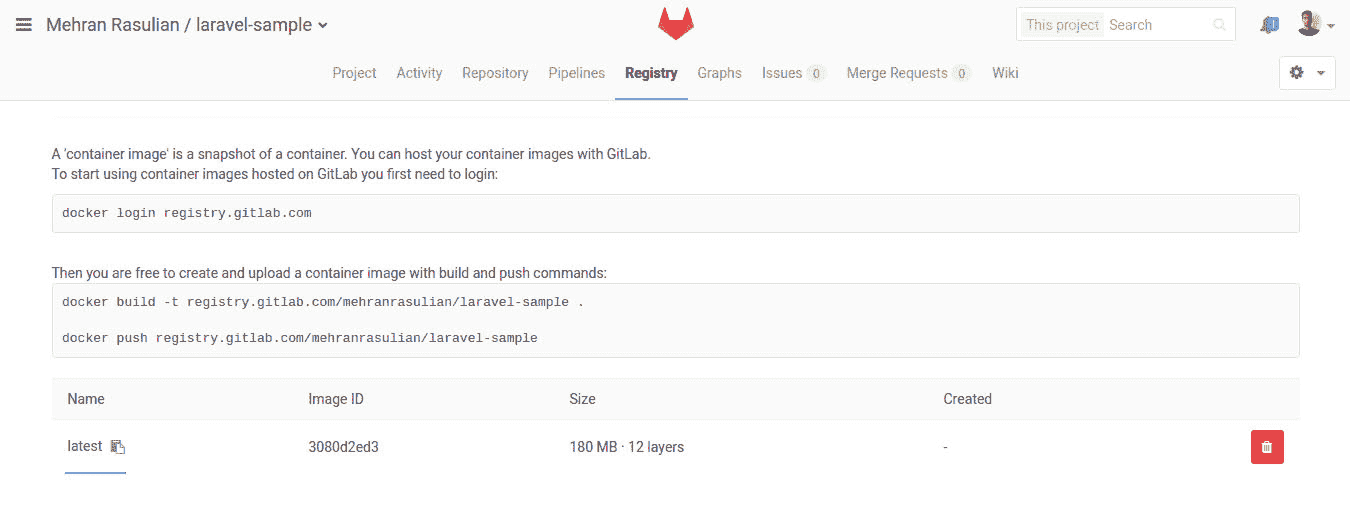 Mehran Rasulian / laravel-sample
This project Search
Project Activity Repository Pipelines Registry Graphs Issues 0 Merge Requests 0 Wiki
A 'container image' is a snapshot of a container. You can host your container images with GitLab.
To start using container images hosted on GitLab you first need to login:
docker login registry.gitlab.com
Then you are free to create and upload a container image with build and push commands:
docker build -t registry.gitlab.com/mehranrasulian/laravel-sample .
docker push registry.gitlab.com/mehranrasulian/laravel-sample
Name Image ID Size Created
latest 3080d2ed3 180 MB · 12 layers -